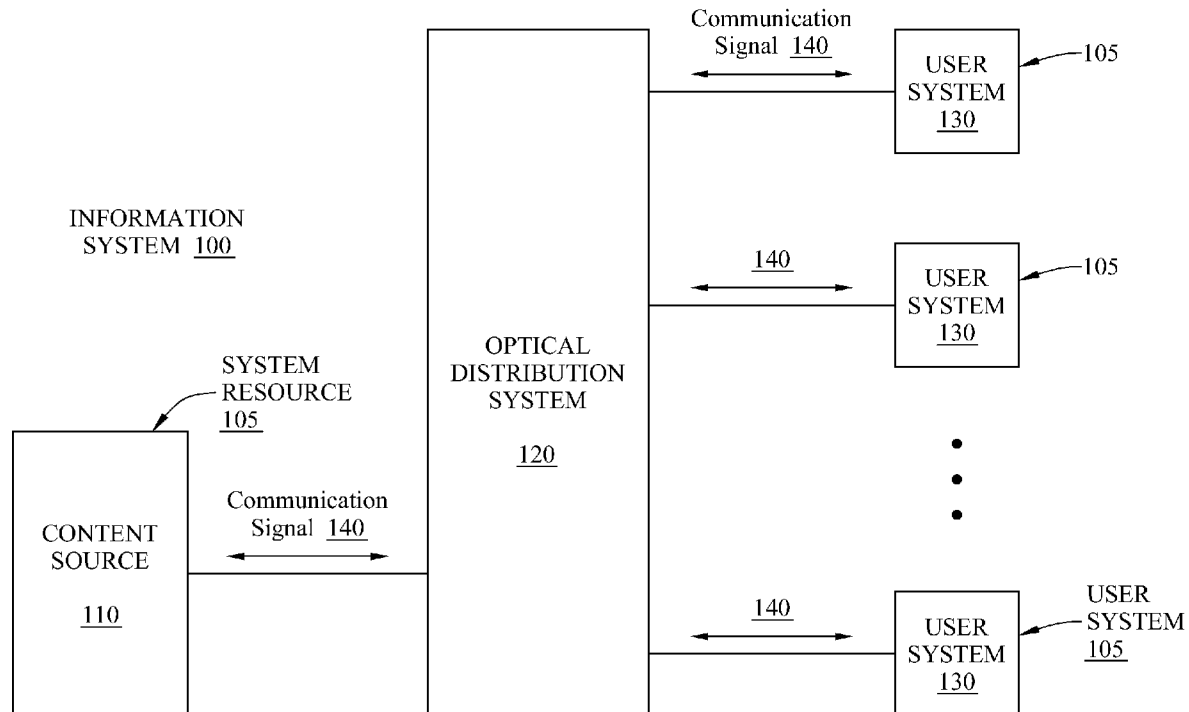 Communication
Signal 140
USER
SYSTEM
130
105
INFORMATION
SYSTEM 100
140
USER
SYSTEM
130
105
OPTICAL
DISTRIBUTION
SYSTEM
120
SYSTEM
RESOURCE
105
Communication
Signal 140
CONTENT
SOURCE
110
140
USER
SYSTEM
130
USER
SYSTEM
105